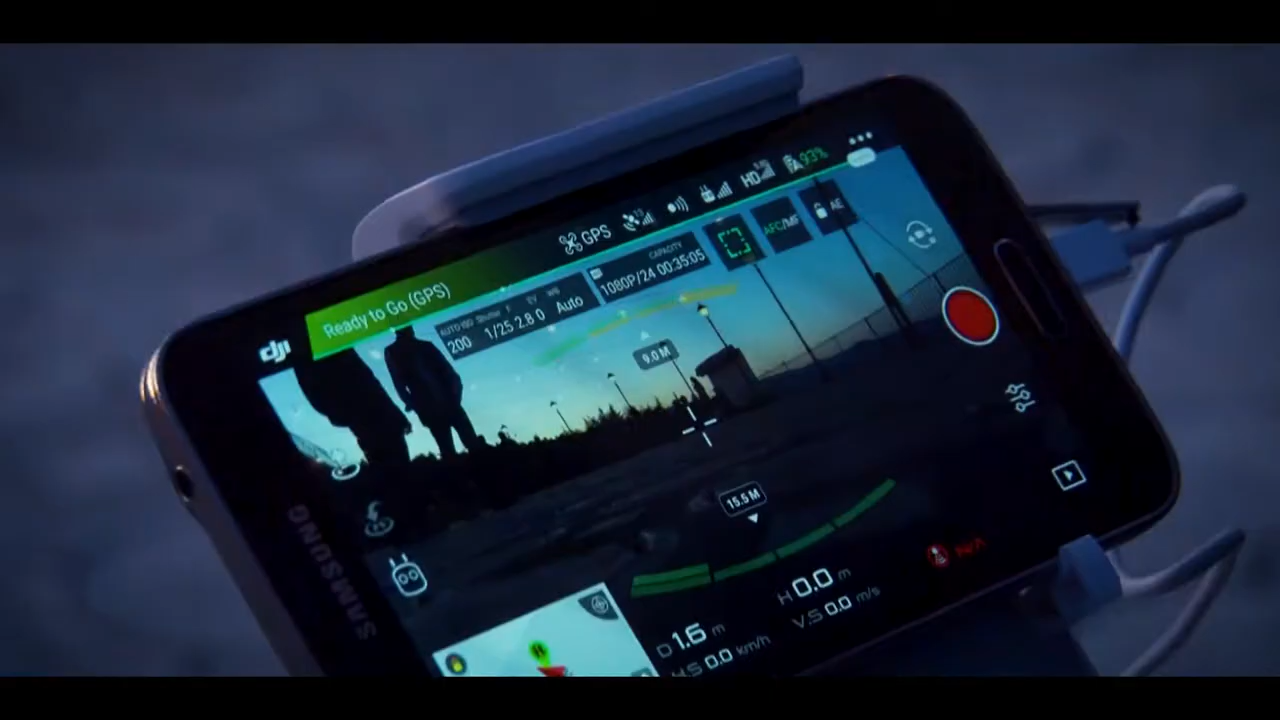 dji
Ready to Go (GPS)
GPS
HD
93%
AUTO ISO Shutter F EV WB
200 1/25 2.8 0 Auto
CAPACITY
1080P/24 00:35:05
AFC/MF
AE
9.0 M
15.5 M
SAMSUNG
D 1.6 m
H 0.0 m
H.S 0.0 km/h
V.S 0.0 m/s
N/A